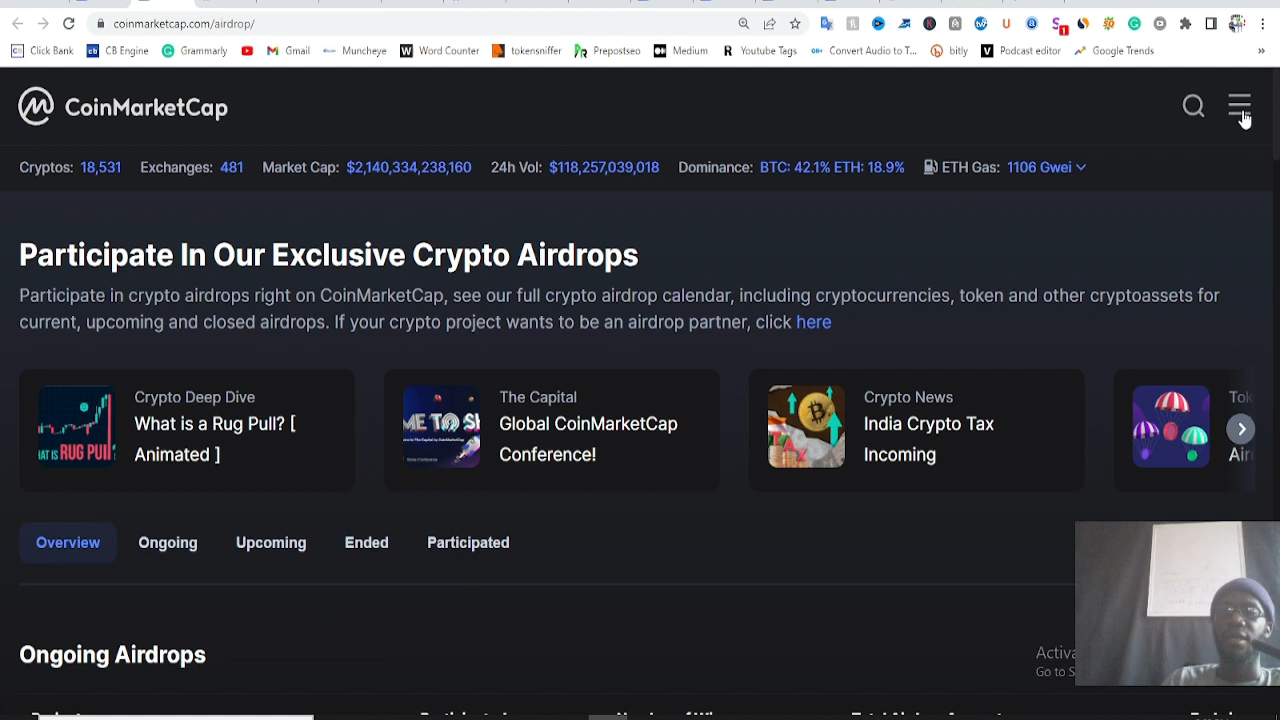 coinmarketcap.com/airdrop/
Click Bank
CB Engine
Grammarly
Gmail
Muncheye
Word Counter
tokensniffer
Prepostseo
Medium
Youtube Tags
Convert Audio to T...
bitly
Podcast editor
Google Trends
»
CoinMarketCap
Cryptos: 18,531 Exchanges: 481 Market Cap: $2,140,334,238,160 24h Vol: $118,257,039,018 Dominance: BTC: 42.1% ETH: 18.9% ETH Gas: 1106 Gwei
Participate In Our Exclusive Crypto Airdrops
Participate in crypto airdrops right on CoinMarketCap, see our full crypto airdrop calendar, including cryptocurrencies, token and other cryptoassets for
current, upcoming and closed airdrops. If your crypto project wants to be an airdrop partner, click here
RUG PULL
Crypto Deep Dive
What is a Rug Pull? [
Animated ]
The Capital
Global CoinMarketCap
Conference!
TAX
Crypto News
India Crypto Tax
Incoming
Overview
Ongoing
Upcoming
Ended
Participated
Ongoing Airdrops